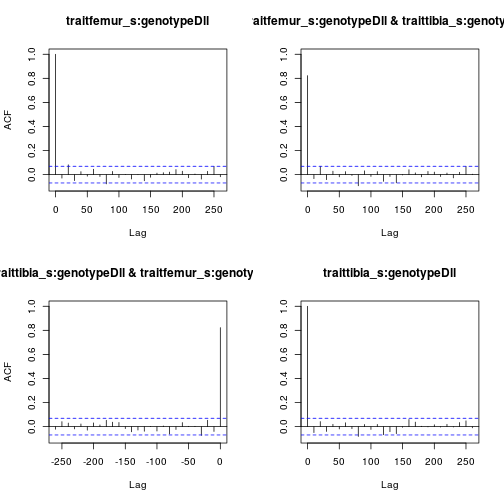 traitfemur_s:genotypeDll
aitfemur_s:genotypeDll & traittibia_s:genoty
ACF
0.0 0.2 0.4 0.6 0.8 1.0
0 50 100 150 200 250
Lag
0.0 0.2 0.4 0.6 0.8 1.0
0 50 100 150 200 250
Lag
aittibia_s:genotypeDll & traitfemur_s:genoty
traittibia_s:genotypeDll
ACF
0.0 0.2 0.4 0.6 0.8 1.0
-250 -200 -150 -100 -50 0
Lag
0.0 0.2 0.4 0.6 0.8 1.0
0 50 100 150 200 250
Lag